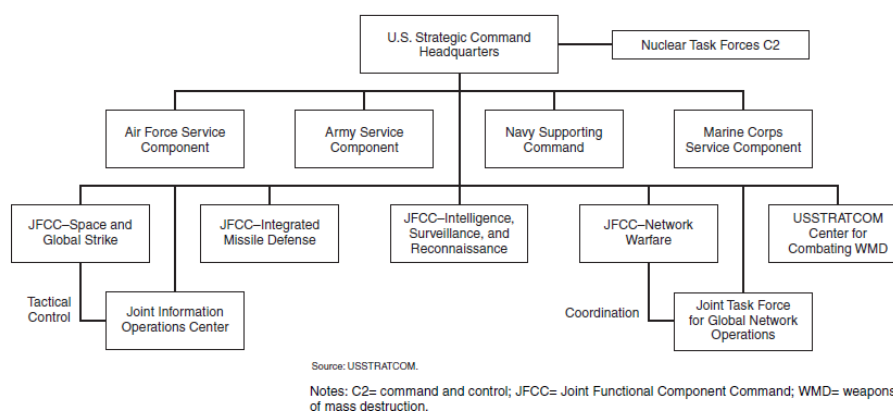 U.S. Strategic Command
Headquarters
Nuclear Task Forces C2
Air Force Service
Component
Army Service
Component
Navy Supporting
Command
Marine Corps
Service Component
JFCC–Space and
Global Strike
JFCC–Integrated
Missile Defense
JFCC–Intelligence,
Surveillance, and
Reconnaissance
JFCC–Network
Warfare
USSTRATCOM
Center for
Combating WMD
Tactical
Control
Joint Information
Operations Center
Coordination
Joint Task Force
for Global Network
Operations
Source: USSTRATCOM.
Notes: C2= command and control; JFCC= Joint Functional Component Command; WMD= weapons
of mass destruction.